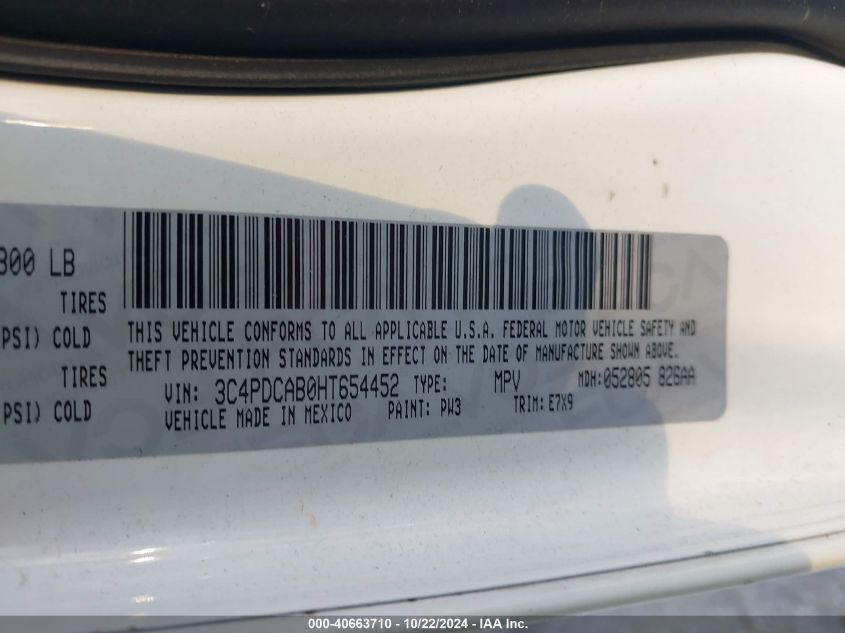 300 LB
TIRES
PSI) COLD
TIRES
PSI) COLD
THIS VEHICLE CONFORMS TO ALL APPLICABLE U.S.A. FEDERAL MOTOR VEHICLE SAFETY AND
THEFT PREVENTION STANDARDS IN EFFECT ON THE DATE OF MANUFACTURE SHOWN ABOVE.
VIN: 3C4PDCAB0HT654452 TYPE: MPV MDH:052805 826AA
VEHICLE MADE IN MEXICO PAINT: PW3 TRIM: E7X9
000-40663710 - 10/22/2024 - IAA Inc.